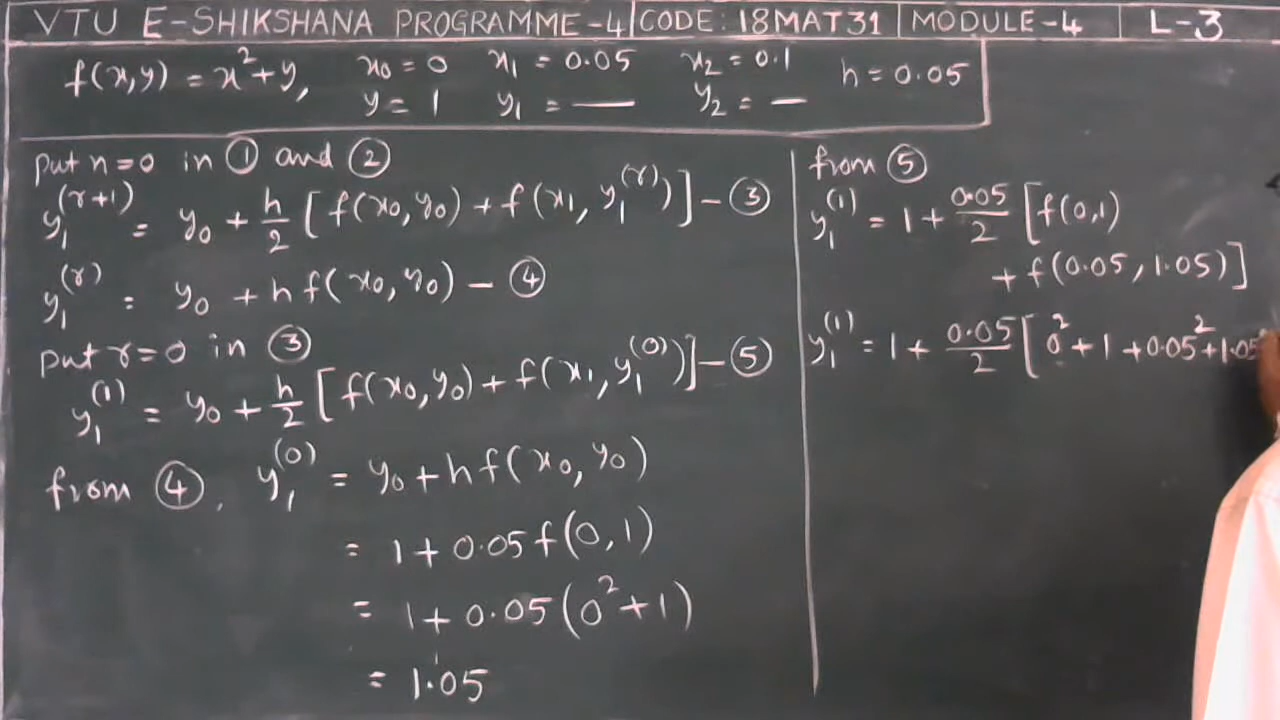 VTU E-SHIKSHANA PROGRAMME-4 CODE: 18MAT31 MODULE-4 L-3
f(x,y) = x²+y, x₀ = 0 x₁ = 0.05 x₂ = 0.1 h = 0.05
y = 1 y₁ = — y₂ = —
put n=0 in ① and ②
y₁⁽ʳ⁺¹⁾ = y₀ + h/2 [f(x₀,y₀) + f(x₁, y₁⁽ʳ⁾)] - ③
y₁⁽ʳ⁾ = y₀ + h f(x₀, y₀) - ④
put r=0 in ③
y₁⁽¹⁾ = y₀ + h/2 [f(x₀,y₀) + f(x₁,y₁⁽⁰⁾)] - ⑤
from ④, y₁⁽⁰⁾ = y₀ + h f(x₀, y₀)
= 1 + 0.05 f(0,1)
= 1 + 0.05 (0² + 1)
= 1.05
from ⑤
y₁⁽¹⁾ = 1 + 0.05/2 [f(0,1)
+ f(0.05, 1.05)]
y₁⁽¹⁾ = 1 + 0.05/2 [0² + 1 + 0.05² + 1.05